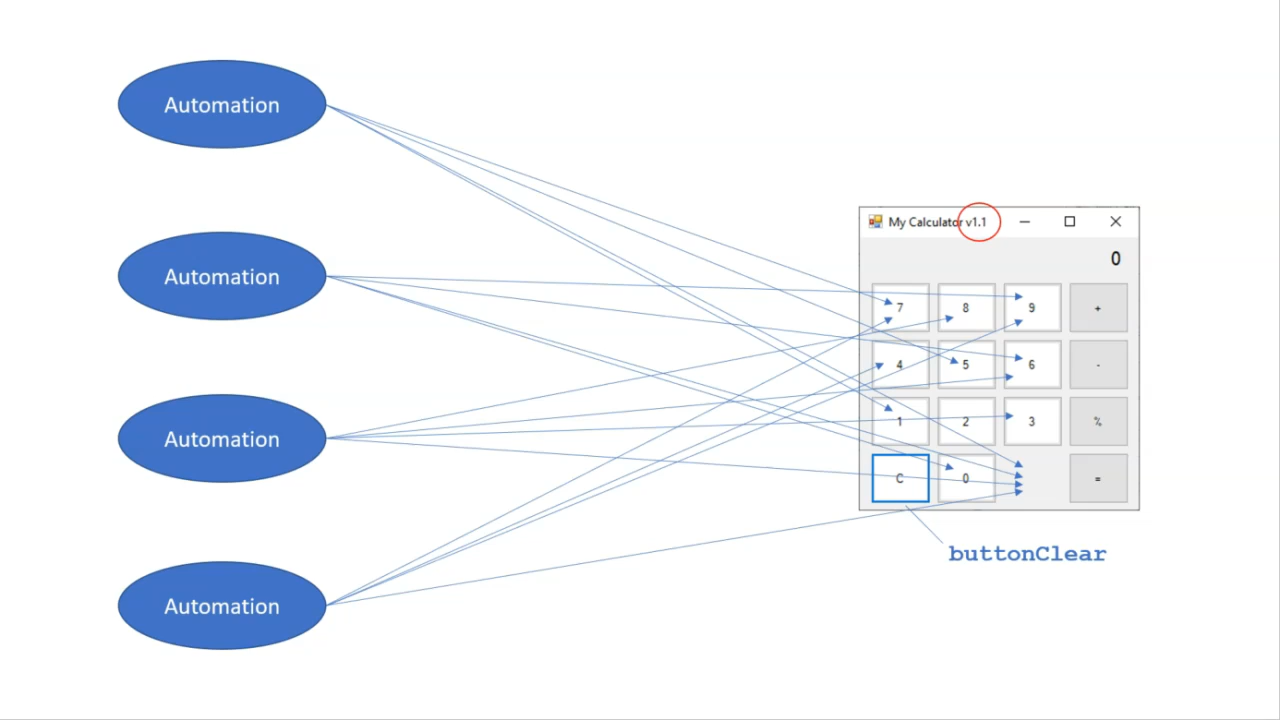 Automation
Automation
Automation
Automation
My Calculator v1.1
0
7 8 9 +
4 5 6 -
1 2 3 %
C 0 =
buttonClear